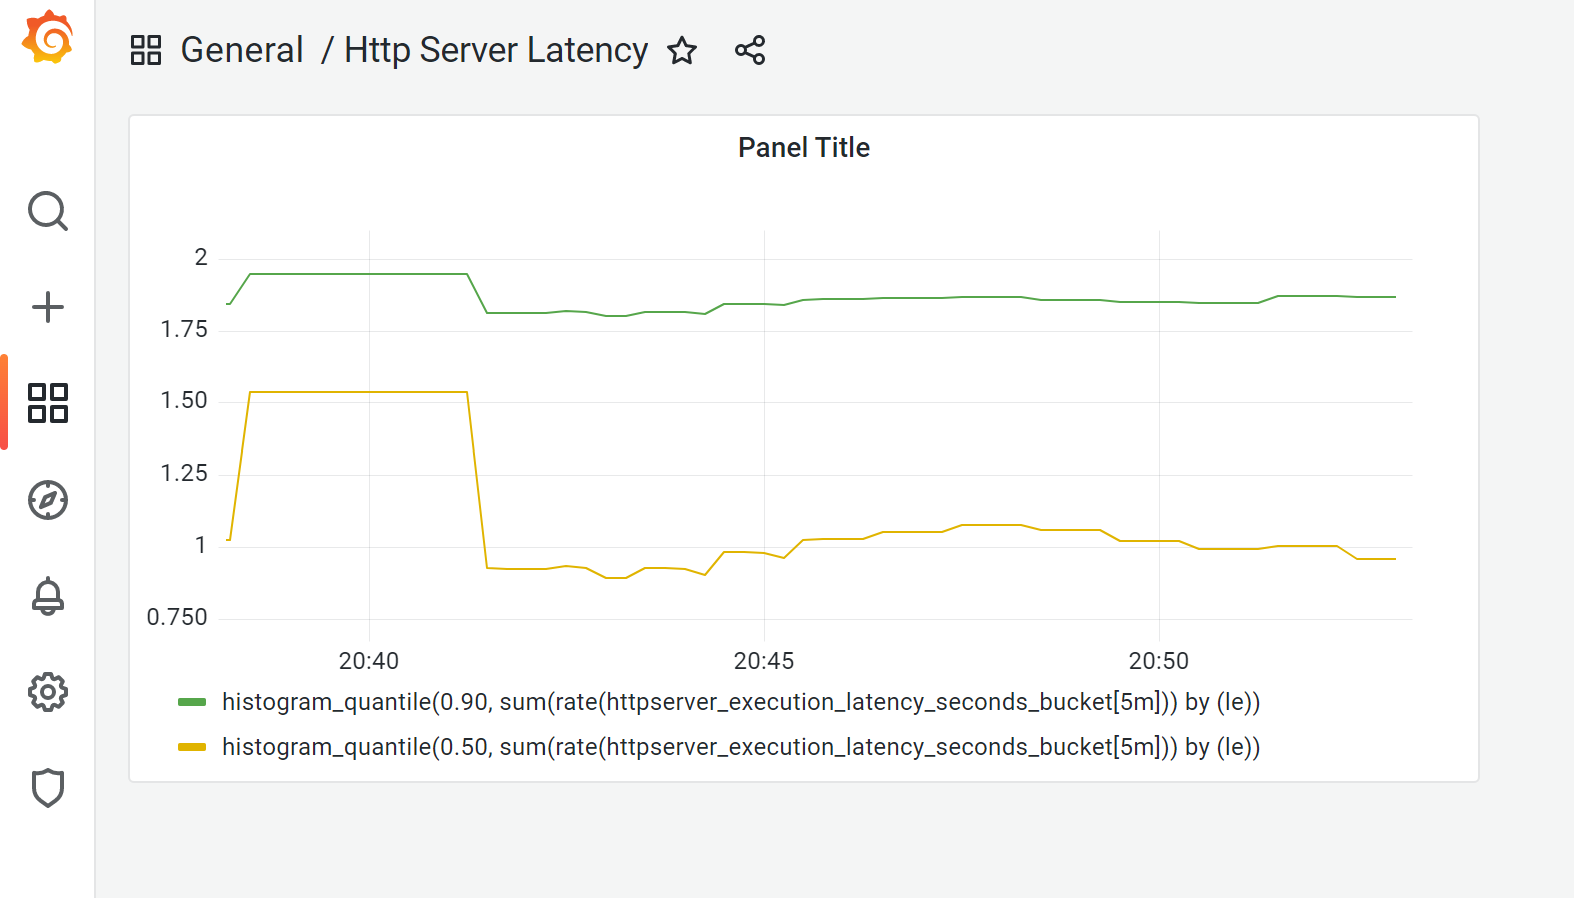 General / Http Server Latency
Panel Title
2
1.75
1.50
1.25
1
0.750
20:40 20:45 20:50
histogram_quantile(0.90, sum(rate(httpserver_execution_latency_seconds_bucket[5m])) by (le))
histogram_quantile(0.50, sum(rate(httpserver_execution_latency_seconds_bucket[5m])) by (le))